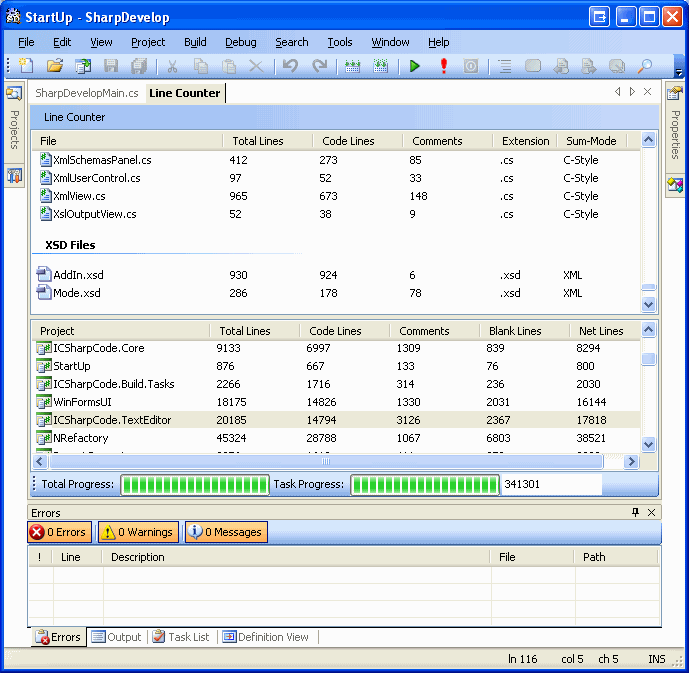 StartUp - SharpDevelop
File Edit View Project Build Debug Search Tools Window Help
SharpDevelopMain.cs Line Counter
Projects
Properties
Line Counter
File Total Lines Code Lines Comments Extension Sum-Mode
XmlSchemasPanel.cs 412 273 85 .cs C-Style
XmlUserControl.cs 97 52 33 .cs C-Style
XmlView.cs 965 673 148 .cs C-Style
XslOutputView.cs 52 38 9 .cs C-Style
XSD Files
AddIn.xsd 930 924 6 .xsd XML
Mode.xsd 286 178 78 .xsd XML
Project Total Lines Code Lines Comments Blank Lines Net Lines
ICSharpCode.Core 9133 6997 1309 839 8294
StartUp 876 667 133 76 800
ICSharpCode.Build.Tasks 2266 1716 314 236 2030
WinFormsUI 18175 14826 1330 2031 16144
ICSharpCode.TextEditor 20185 14794 3126 2367 17818
NRefactory 45324 28788 1067 6803 38521
Total Progress: Task Progress: 341301
Errors
0 Errors 0 Warnings 0 Messages
! Line Description File Path
Errors Output Task List Definition View
ln 116 col 5 ch 5 INS